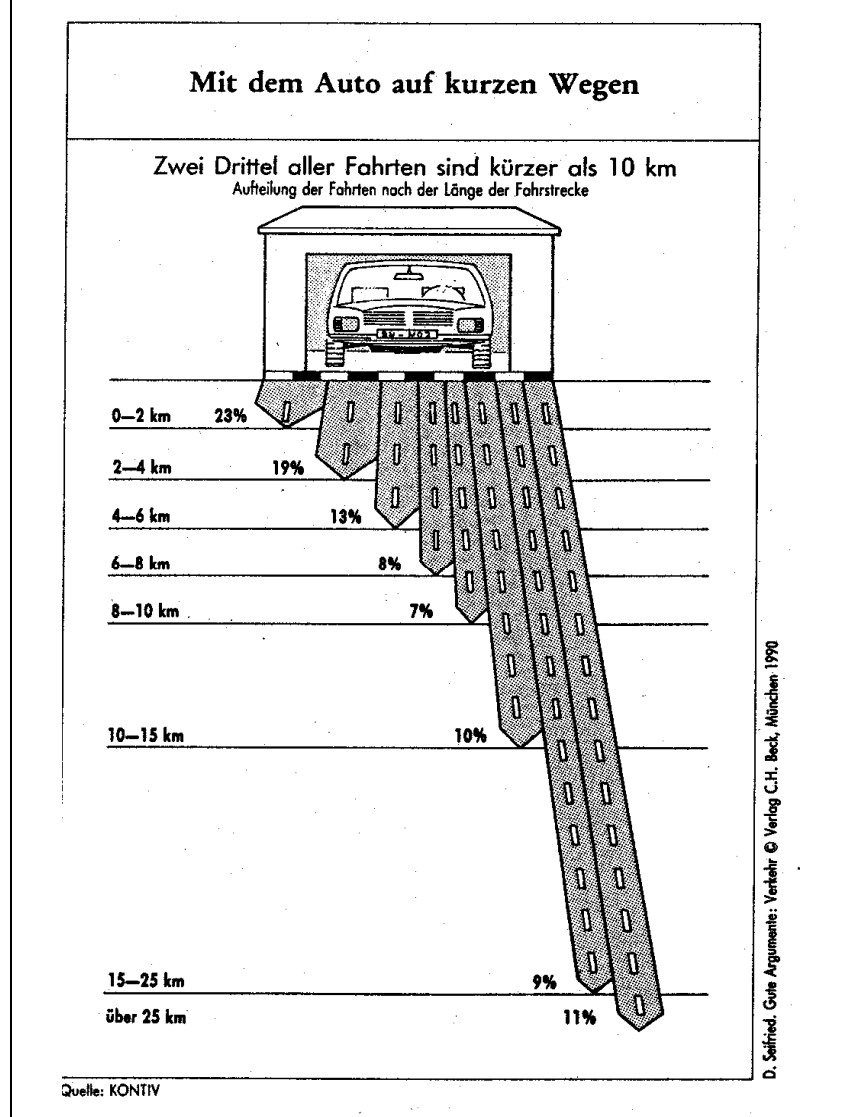 Mit dem Auto auf kurzen Wegen
Zwei Drittel aller Fahrten sind kürzer als 10 km
Aufteilung der Fahrten nach der Länge der Fahrstrecke
0–2 km 23%
2–4 km 19%
4–6 km 13%
6–8 km 8%
8–10 km 7%
10–15 km 10%
15–25 km 9%
über 25 km 11%
D. Seifried. Gute Argumente: Verkehr © Verlag C.H. Beck, München 1990
Quelle: KONTIV